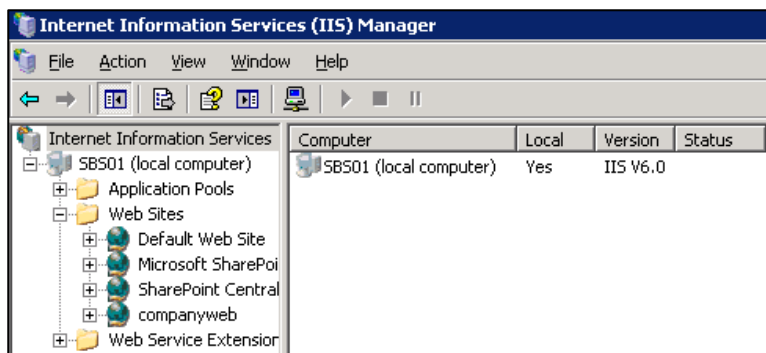 Internet Information Services (IIS) Manager
File Action View Window Help
Internet Information Services
SBS01 (local computer)
Application Pools
Web Sites
Default Web Site
Microsoft SharePoi
SharePoint Central
companyweb
Web Service Extension
Computer Local Version Status
SBS01 (local computer) Yes IIS V6.0